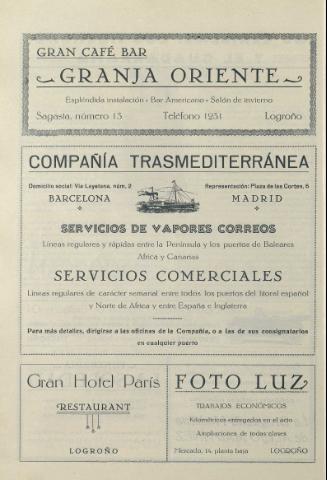 GRAN CAFÉ BAR
GRANJA ORIENTE
Espléndida instalación - Bar Americano - Salón de invierno
Sagasta, número 13 Teléfono 1231 Logroño
COMPAÑÍA TRASMEDITERRÁNEA
Domicilio social: Vía Layetana, núm. 2
BARCELONA
Representación: Plaza de las Cortes, 6
MADRID
SERVICIOS DE VAPORES CORREOS
Líneas regulares y rápidas entre la Península y los puertos de Baleares
Africa y Canarias
SERVICIOS COMERCIALES
Líneas regulares de carácter semanal entre todos los puertos del litoral español
y Norte de Africa y entre España e Inglaterra
Para más detalles, dirigirse a las oficinas de la Compañía, o a las de sus consignatarios
en cualquier puerto
Gran Hotel París
RESTAURANT
LOGROÑO
FOTO LUZ
TRABAJOS ECONÓMICOS
Kilométricos entregados en el acto
Ampliaciones de todas clases
Mercado, 14, planta baja LOGROÑO